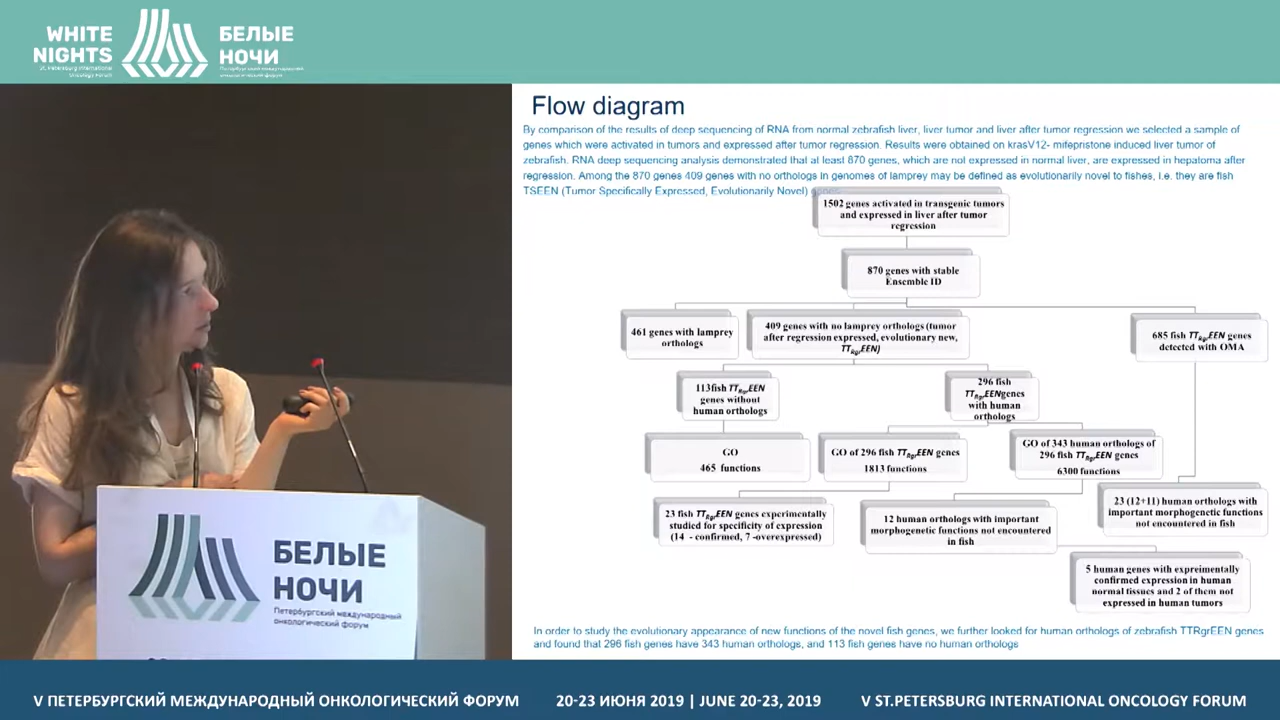 WHITE
NIGHTS
St. Petersburg International
Oncology Forum
БЕЛЫЕ
НОЧИ
Петербургский международный
онкологический форум
Flow diagram
By comparison of the results of deep sequencing of RNA from normal zebrafish liver, liver tumor and liver after tumor regression we selected a sample of
genes which were activated in tumors and expressed after tumor regression. Results were obtained on krasV12- mifepristone induced liver tumor of
zebrafish. RNA deep sequencing analysis demonstrated that at least 870 genes, which are not expressed in normal liver, are expressed in hepatoma after
regression. Among the 870 genes 409 genes with no orthologs in genomes of lamprey may be defined as evolutionarily novel to fishes, i.e. they are fish
TSEEN (Tumor Specifically Expressed, Evolutionarily Novel) genes
1502 genes activated in transgenic tumors
and expressed in liver after tumor
regression
870 genes with stable
Ensemble ID
461 genes with lamprey
orthologs
409 genes with no lamprey orthologs (tumor
after regression expressed, evolutionary new,
TTRgrEEN)
685 fish TTRgrEEN genes
detected with OMA
113fish TTRgrEEN
genes without
human orthologs
296 fish
TTRgrEENgenes
with human
orthologs
GO
465 functions
GO of 296 fish TTRgrEEN genes
1813 functions
GO of 343 human orthologs of
296 fish TTRgrEEN genes
6300 functions
23 fish TTRgrEEN genes experimentally
studied for specificity of expression
(14 - confirmed, 7 -overexpressed)
12 human orthologs with important
morphogenetic functions not encountered
in fish
23 (12+11) human orthologs with
important morphogenetic functions
not encountered in fish
5 human genes with expreimentally
confirmed expression in human
normal tissues and 2 of them not
expressed in human tumors
In order to study the evolutionary appearance of new functions of the novel fish genes, we further looked for human orthologs of zebrafish TTRgrEEN genes
and found that 296 fish genes have 343 human orthologs, and 113 fish genes have no human orthologs
БЕЛЫЕ
НОЧИ
Петербургский международный
онкологический форум
V ПЕТЕРБУРГСКИЙ МЕЖДУНАРОДНЫЙ ОНКОЛОГИЧЕСКИЙ ФОРУМ
20-23 ИЮНЯ 2019 | JUNE 20-23, 2019
V ST.PETERSBURG INTERNATIONAL ONCOLOGY FORUM